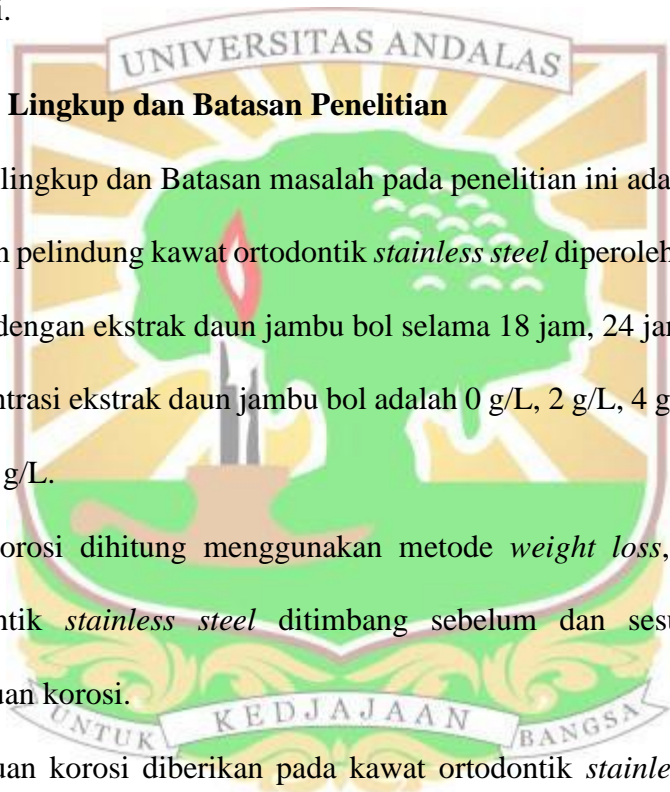 i.
UNIVERSITAS ANDALAS
Lingkup dan Batasan Penelitian
lingkup dan Batasan masalah pada penelitian ini ada
pelindung kawat ortodontik stainless steel diperoleh
dengan ekstrak daun jambu bol selama 18 jam, 24 jar
ntrasi ekstrak daun jambu bol adalah 0 g/L, 2 g/L, 4 g
g/L.
orosi dihitung menggunakan metode weight loss,
ntik stainless steel ditimbang sebelum dan sesu
uan korosi.
UNTUK KEDJAJAAN BANGSA
uan korosi diberikan pada kawat ortodontik stainle